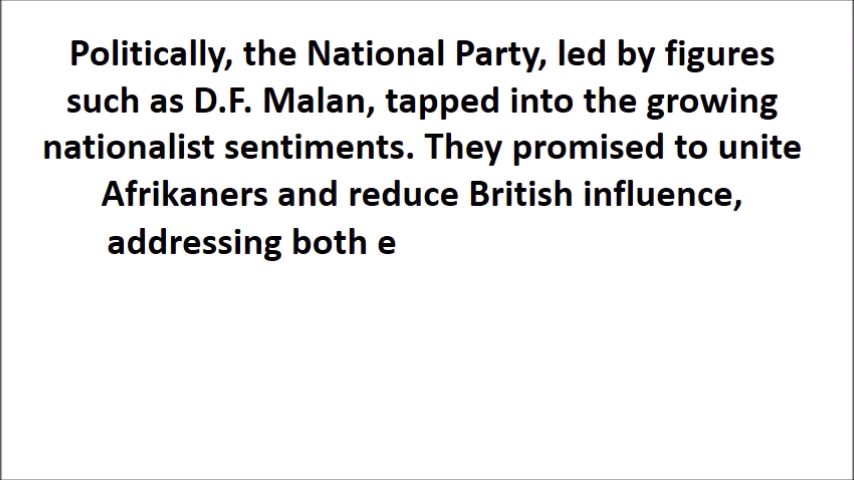 Politically, the National Party, led by figures
such as D.F. Malan, tapped into the growing
nationalist sentiments. They promised to unite
Afrikaners and reduce British influence,
addressing both e